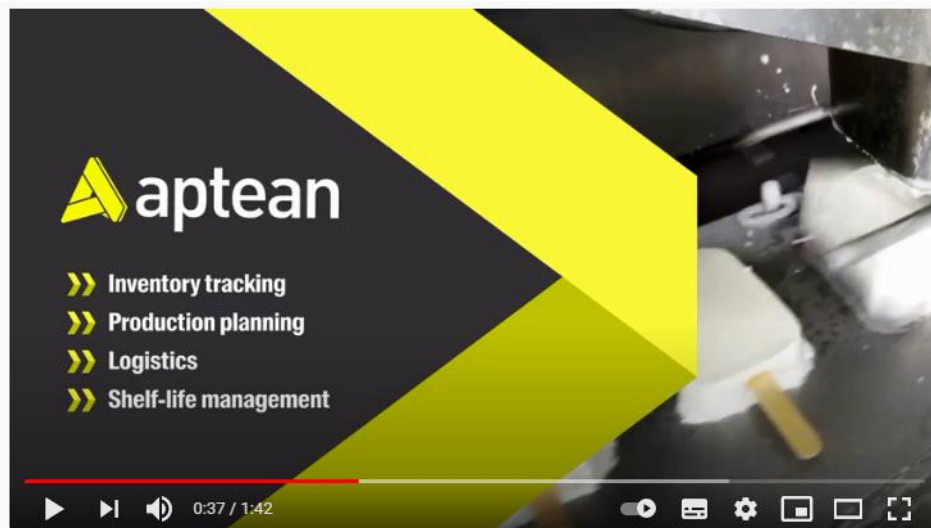 aptean
Inventory tracking
Production planning
Logistics
Shelf-life management
0:37 / 1:42